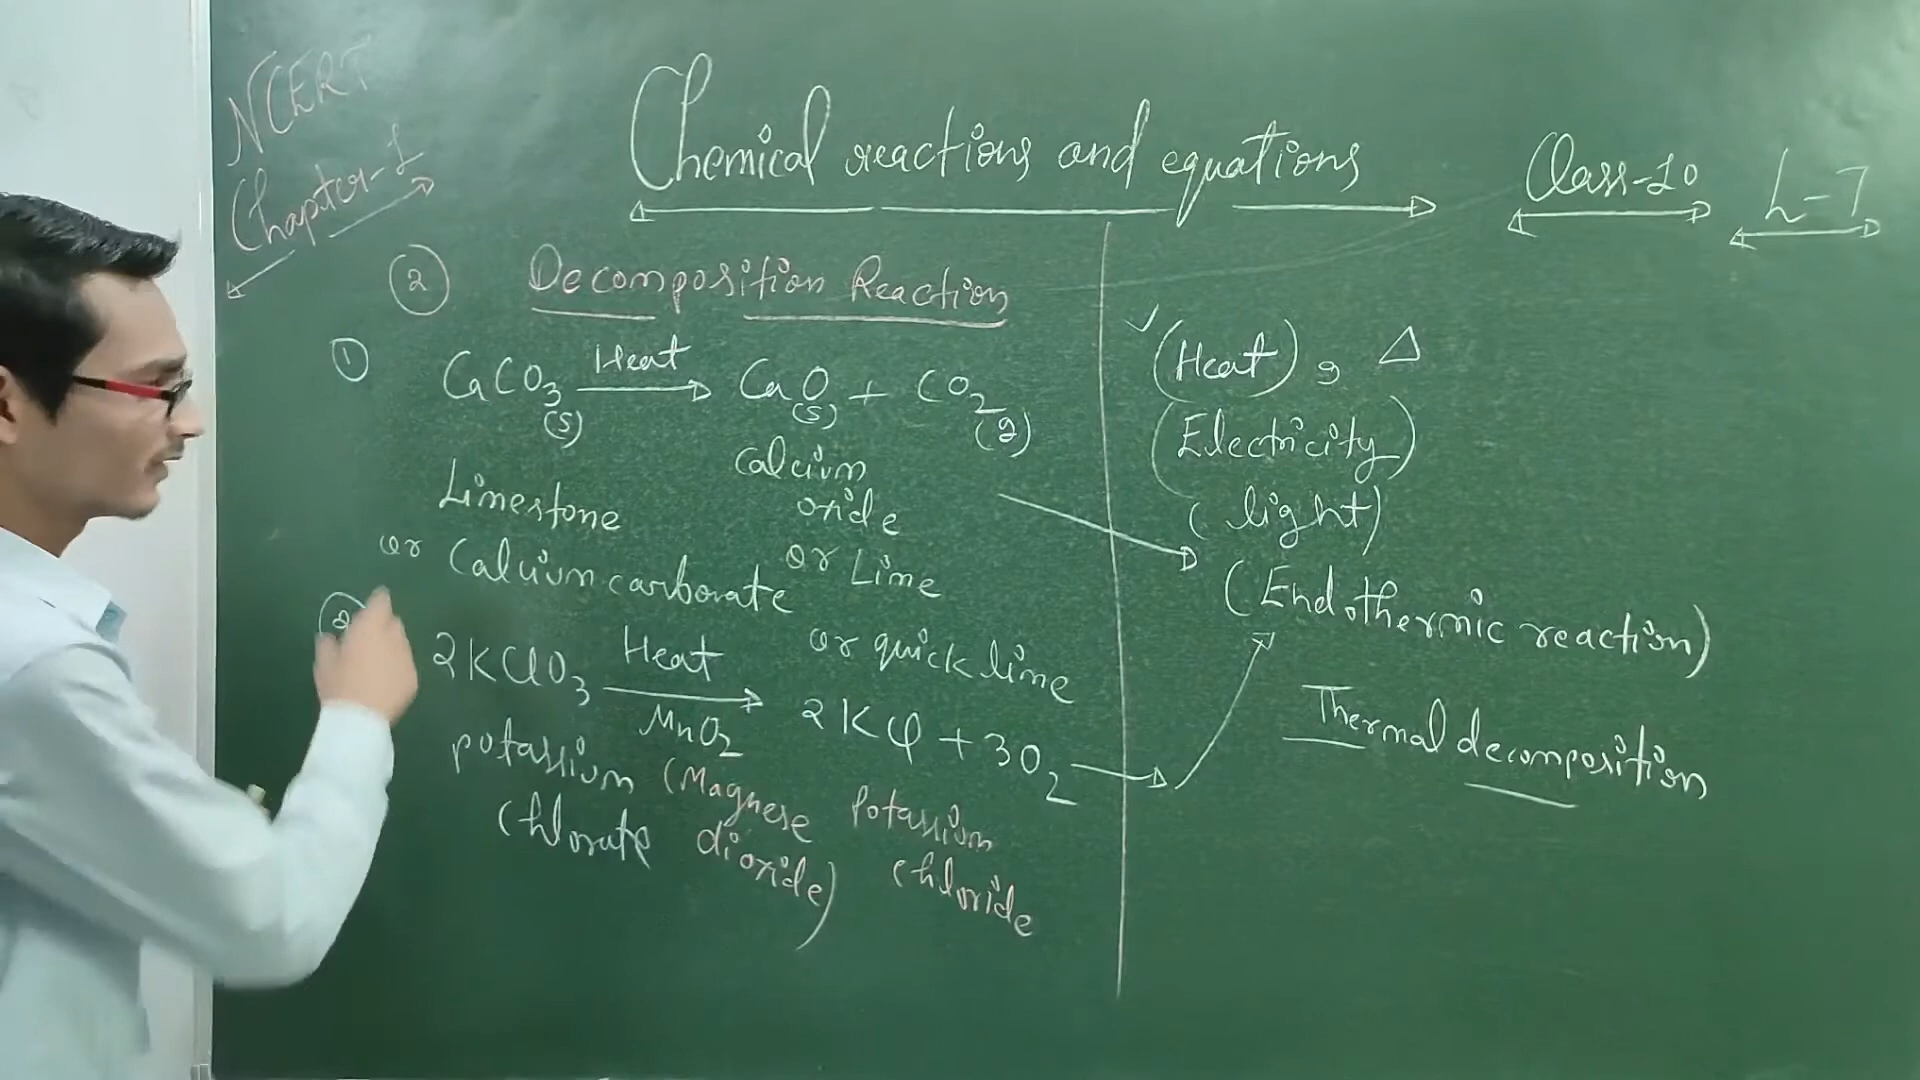 NCERT
Chapter-1
Chemical reactions and equations
Class-10
L-7
② Decomposition Reaction
① CaCO₃(s) Heat → CaO(s) + CO₂(g)
Limestone
or Calcium carbonate
Calcium
oxide
or Lime
or quick lime
② 2KClO₃ Heat → MnO₂ 2KCl + 3O₂
potassium
Chlorate
(Magnese
dioxide)
Potassium
Chloride
✓ (Heat), △
(Electricity)
(light)
(Endothermic reaction)
Thermal decomposition